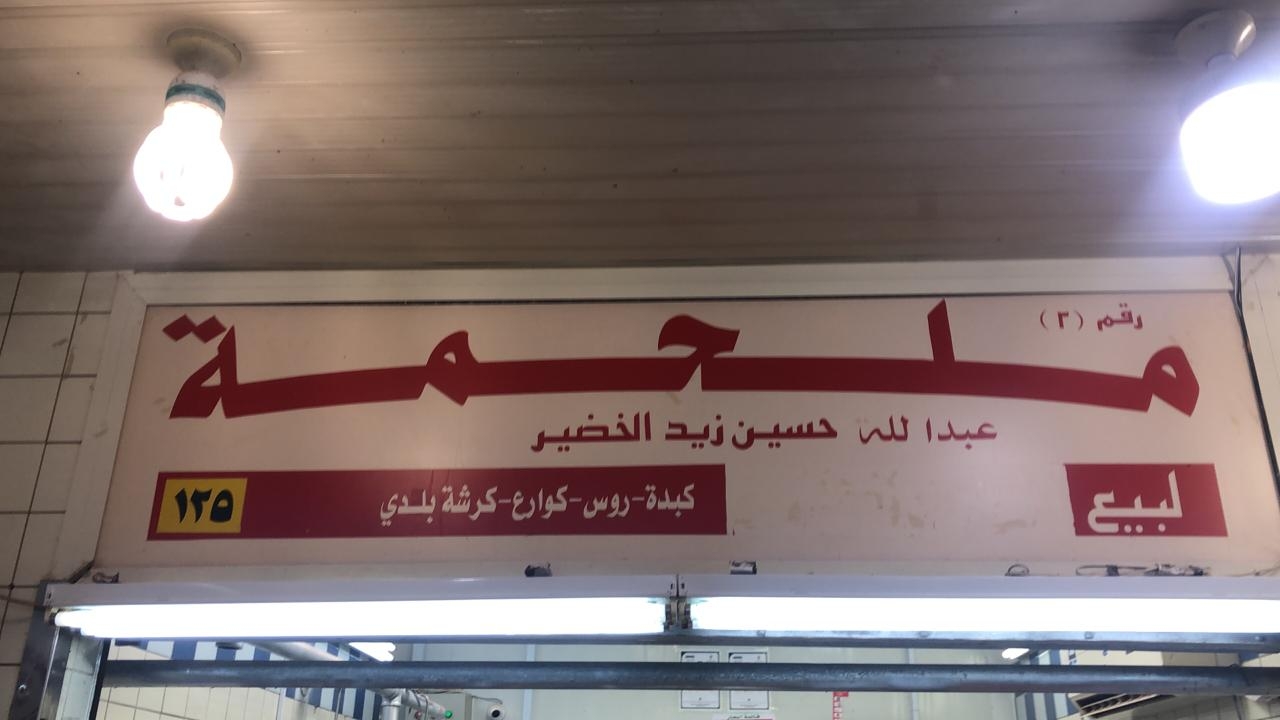 رقم (٢)
ملحمة
عبدالله حسين زيد الخضير
لبيع
كبدة-روس-كوارع-كرشة بلدي
١٢٥